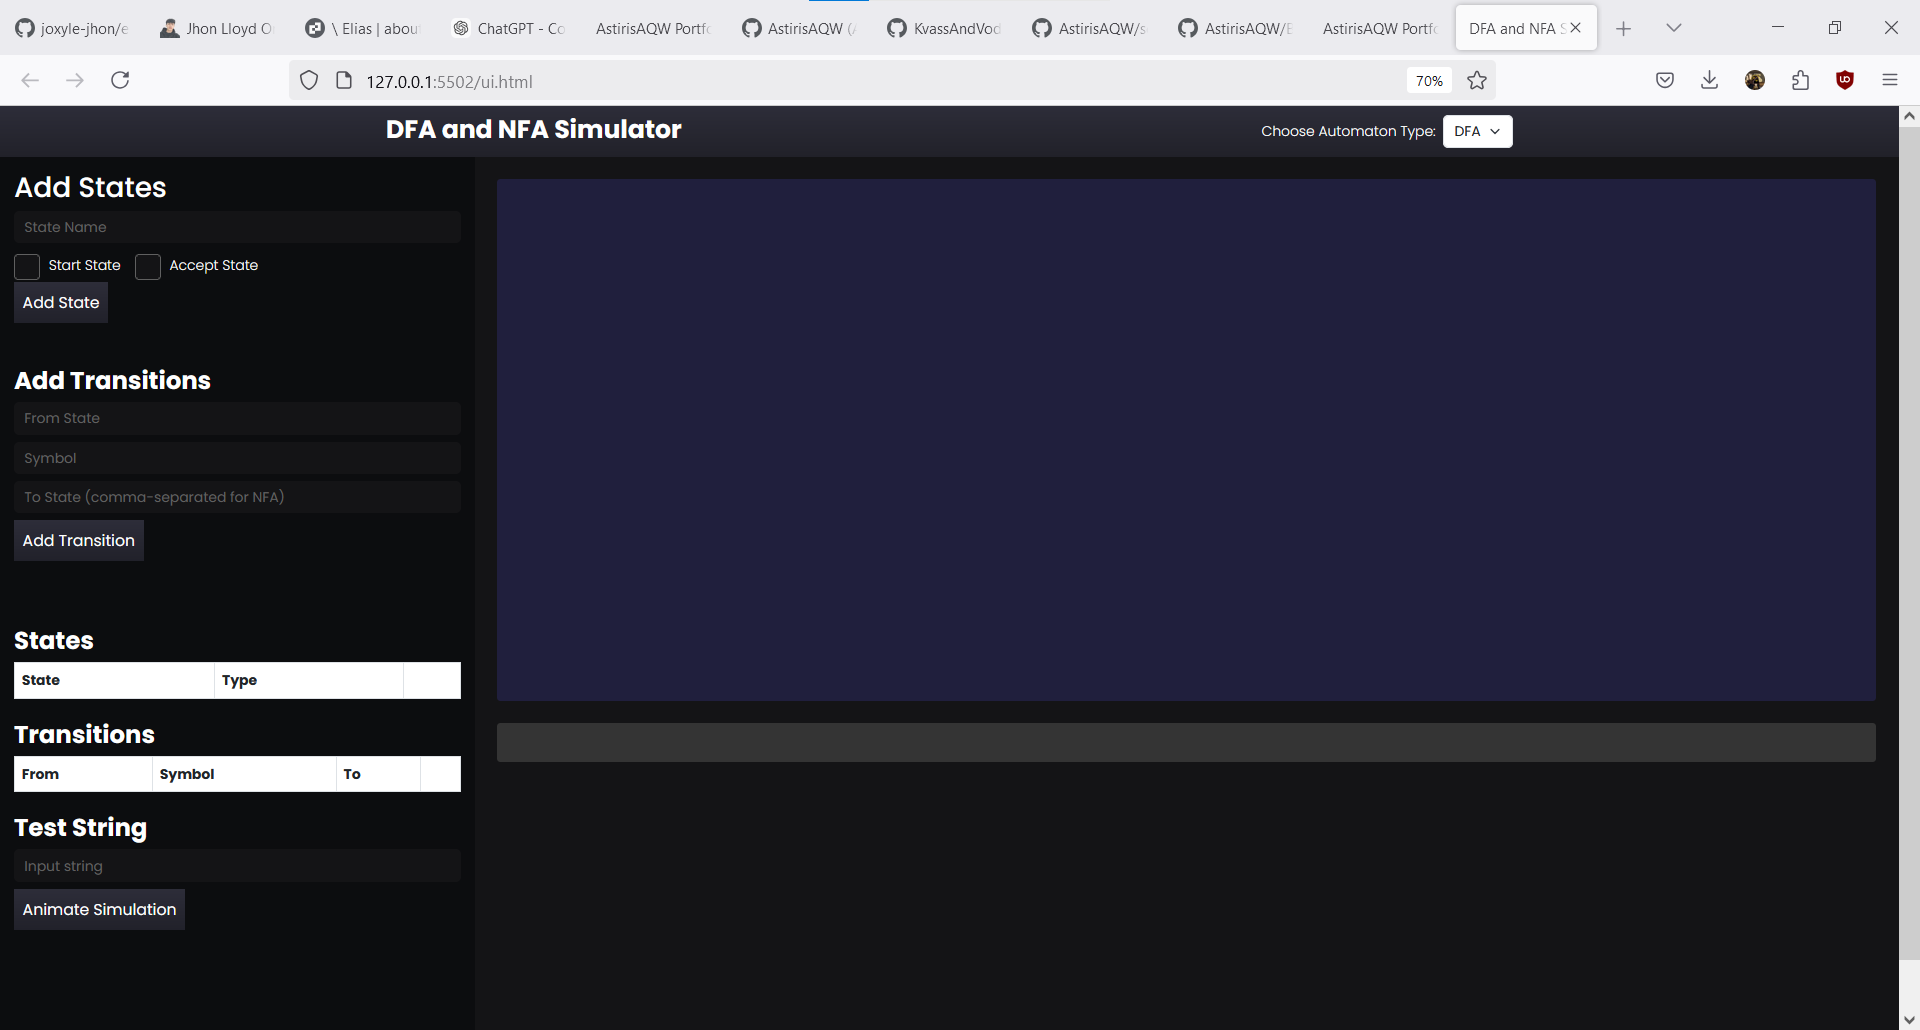 joxyle-jhon/e
Jhon Lloyd O
\ Elias | about
ChatGPT - Co
AstirisAQW Portfo
AstirisAQW (A
KvassAndVod
AstirisAQW/s
AstirisAQW/E
AstirisAQW Portfo
DFA and NFA S
127.0.0.1:5502/ui.html
70%
DFA and NFA Simulator
Choose Automaton Type: DFA
Add States
State Name
Start State Accept State
Add State
Add Transitions
From State
Symbol
To State (comma-separated for NFA)
Add Transition
States
State Type
Transitions
From Symbol To
Test String
Input string
Animate Simulation